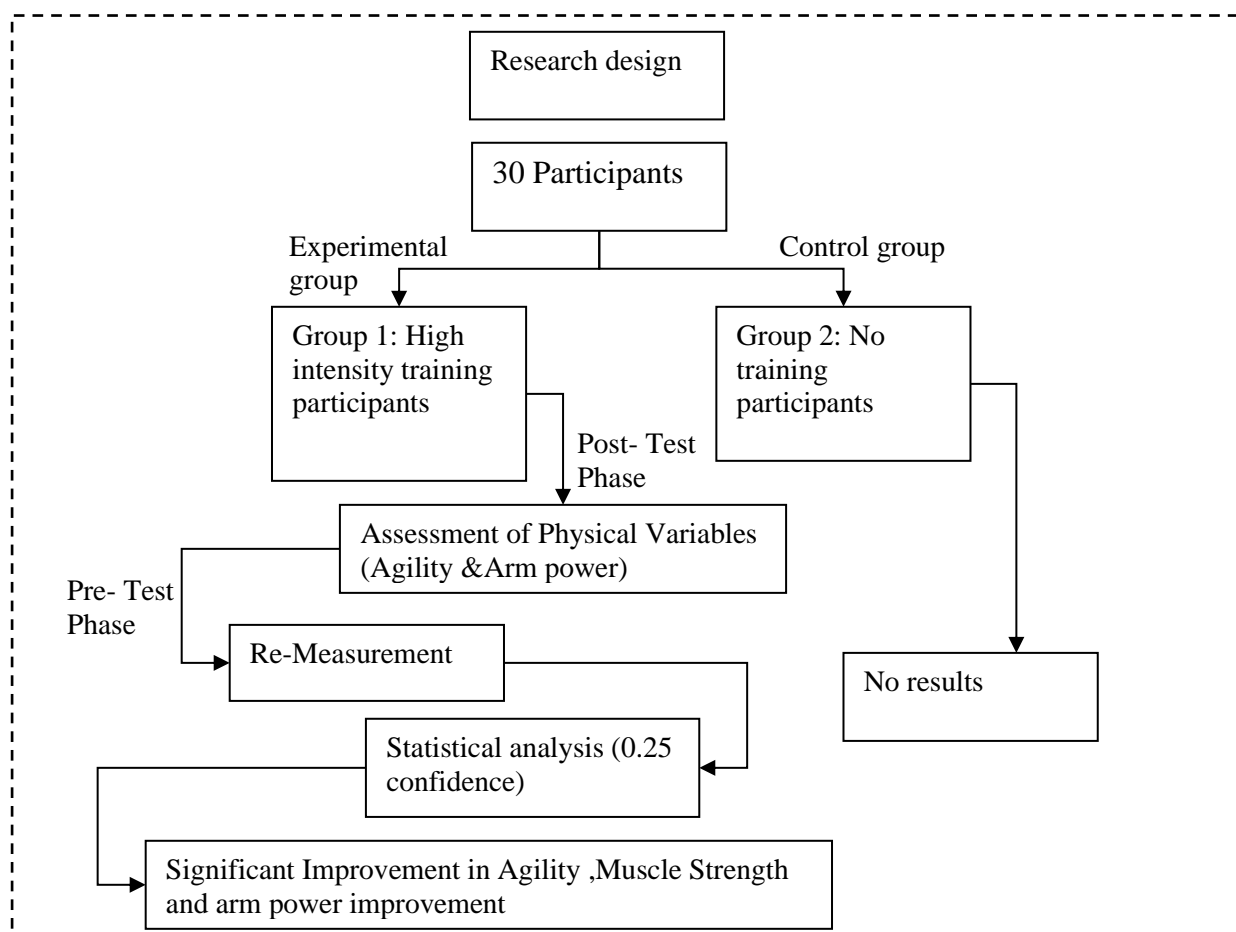 Research design
30 Participants
Experimental
group
Control group
Group 1: High
intensity training
participants
Group 2: No
training
participants
Post- Test
Phase
Assessment of Physical Variables
(Agility &Arm power)
Pre- Test
Phase
Re-Measurement
No results
Statistical analysis (0.25
confidence)
Significant Improvement in Agility ,Muscle Strength
and arm power improvement